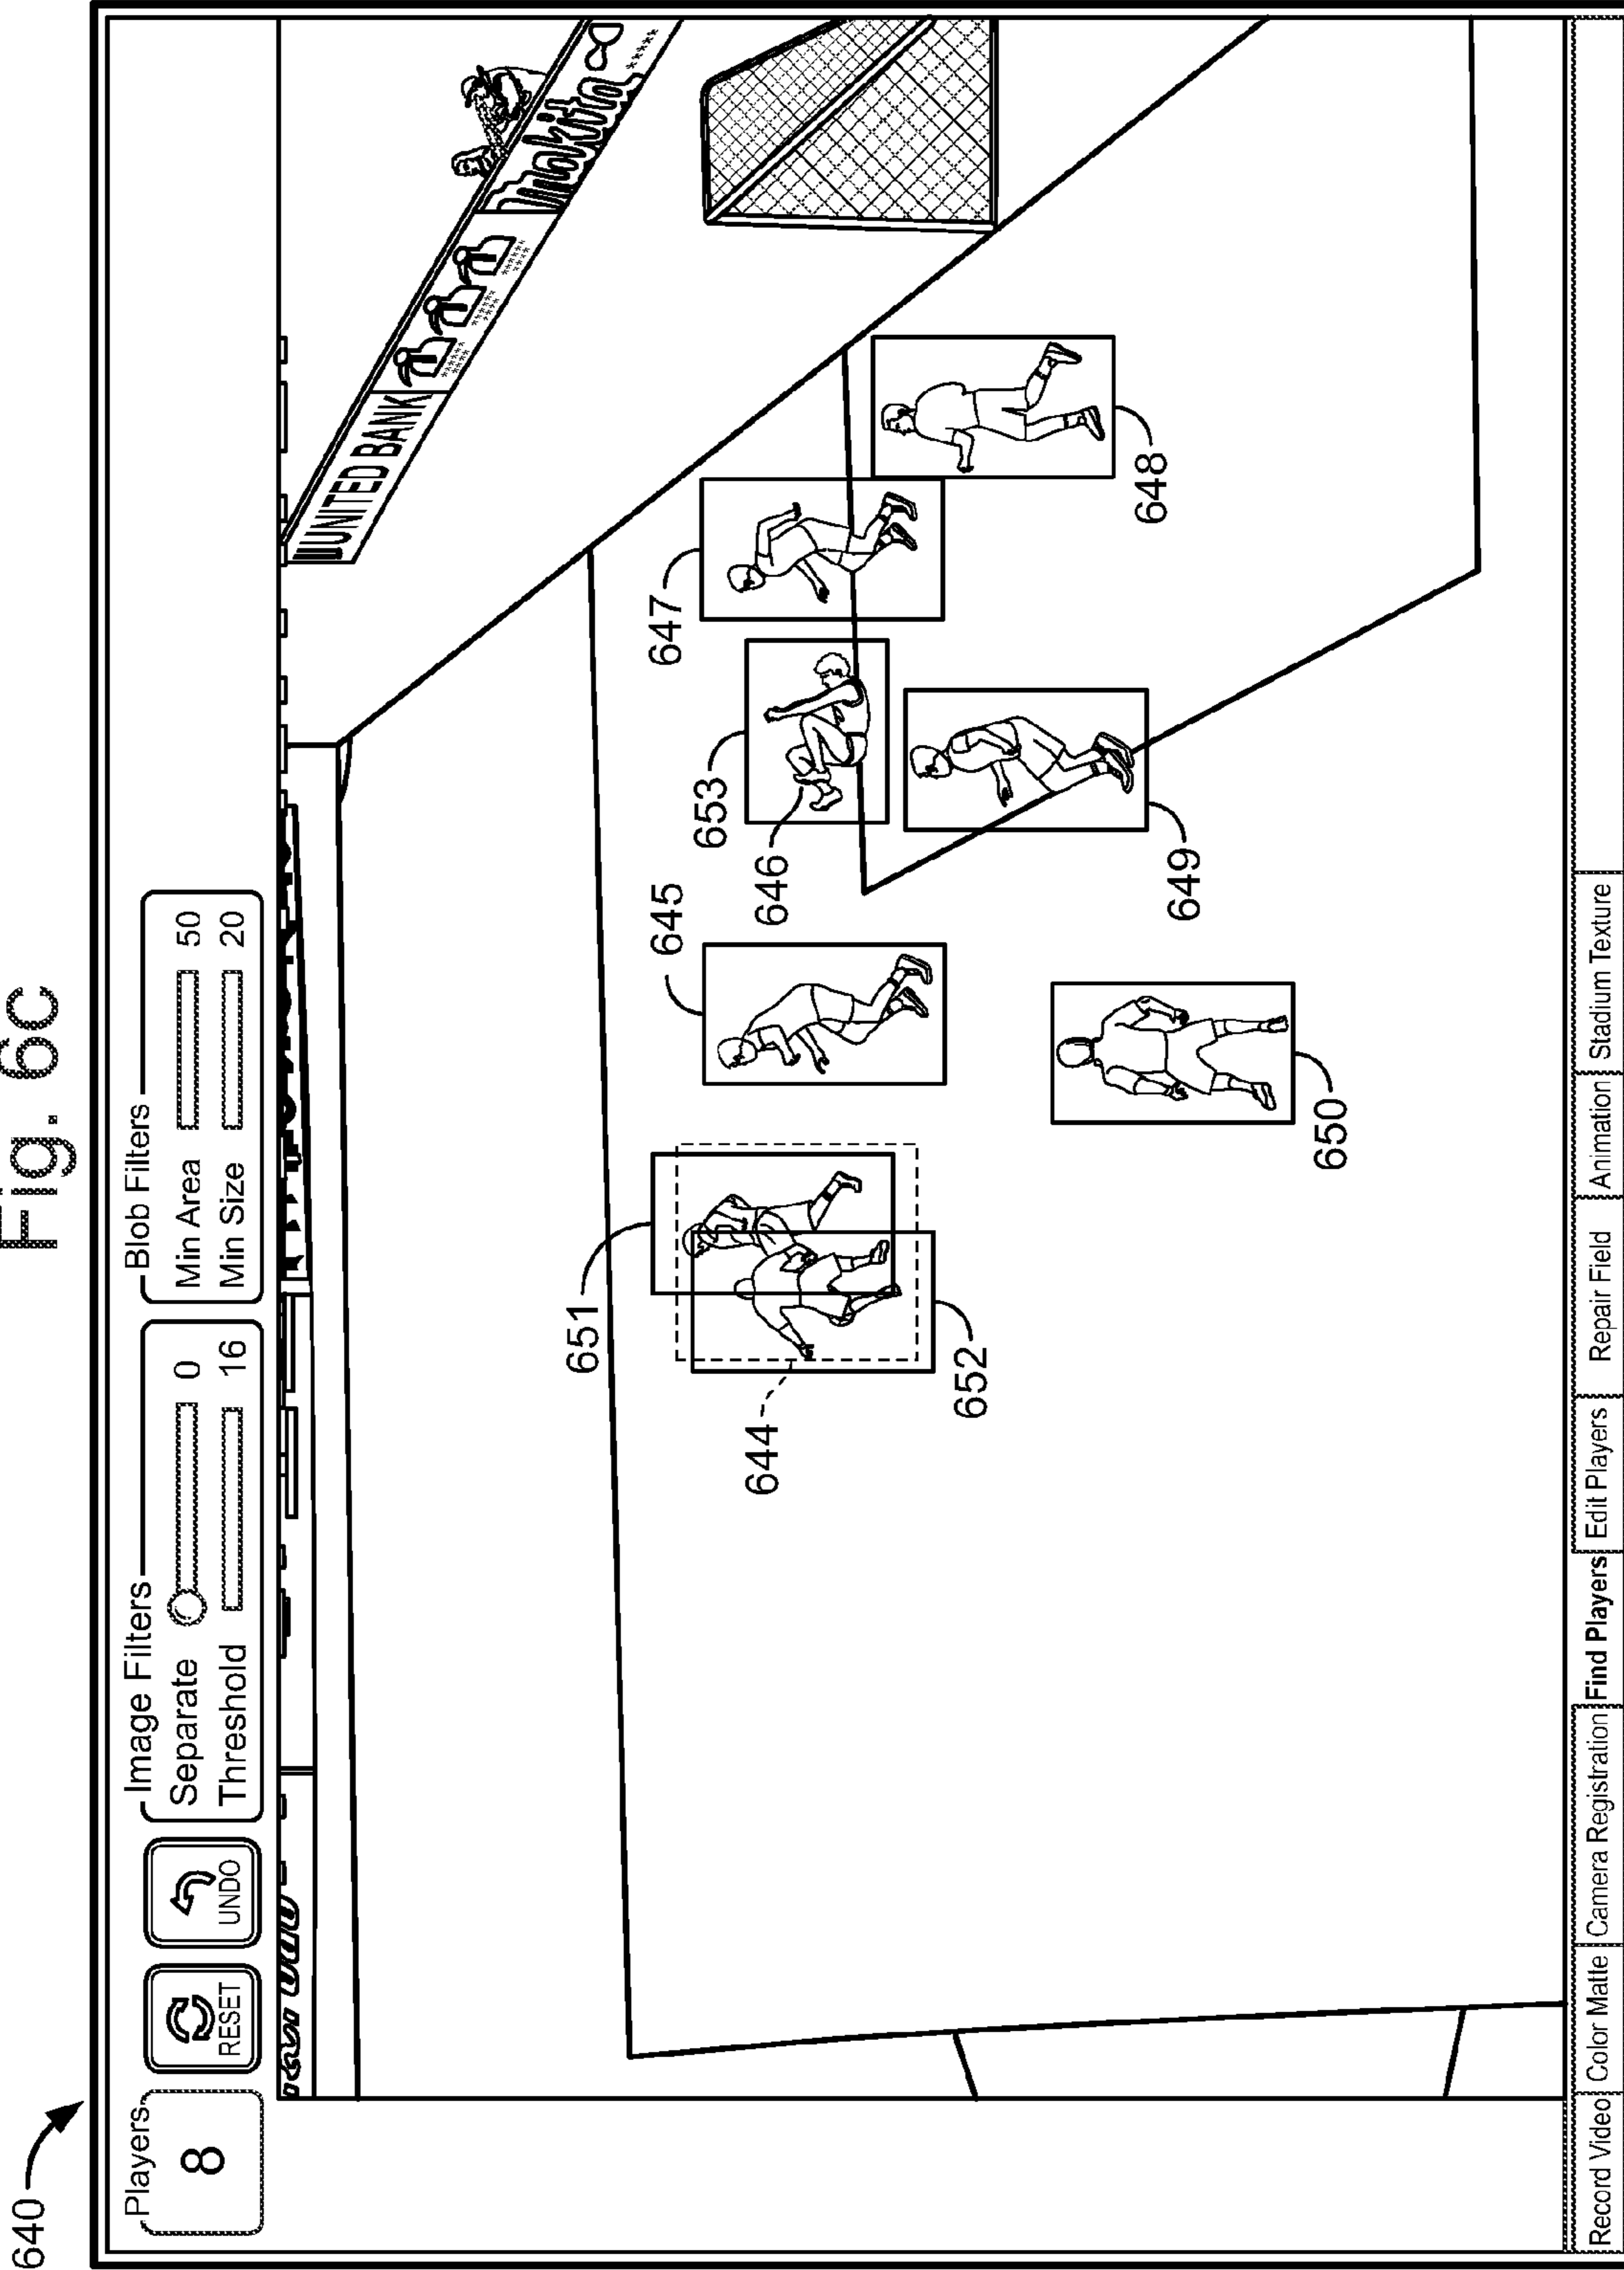 Fig. 6c
640
Players
8
RESET
UNDO
Image Filters
Separate 0
Threshold 16
Blob Filters
Min Area 50
Min Size 20
UNITED BANK
651
645
647
653
646
644
652
649
648
650
Record Video Color Matte Camera Registration Find Players Edit Players Repair Field Animation Stadium Texture